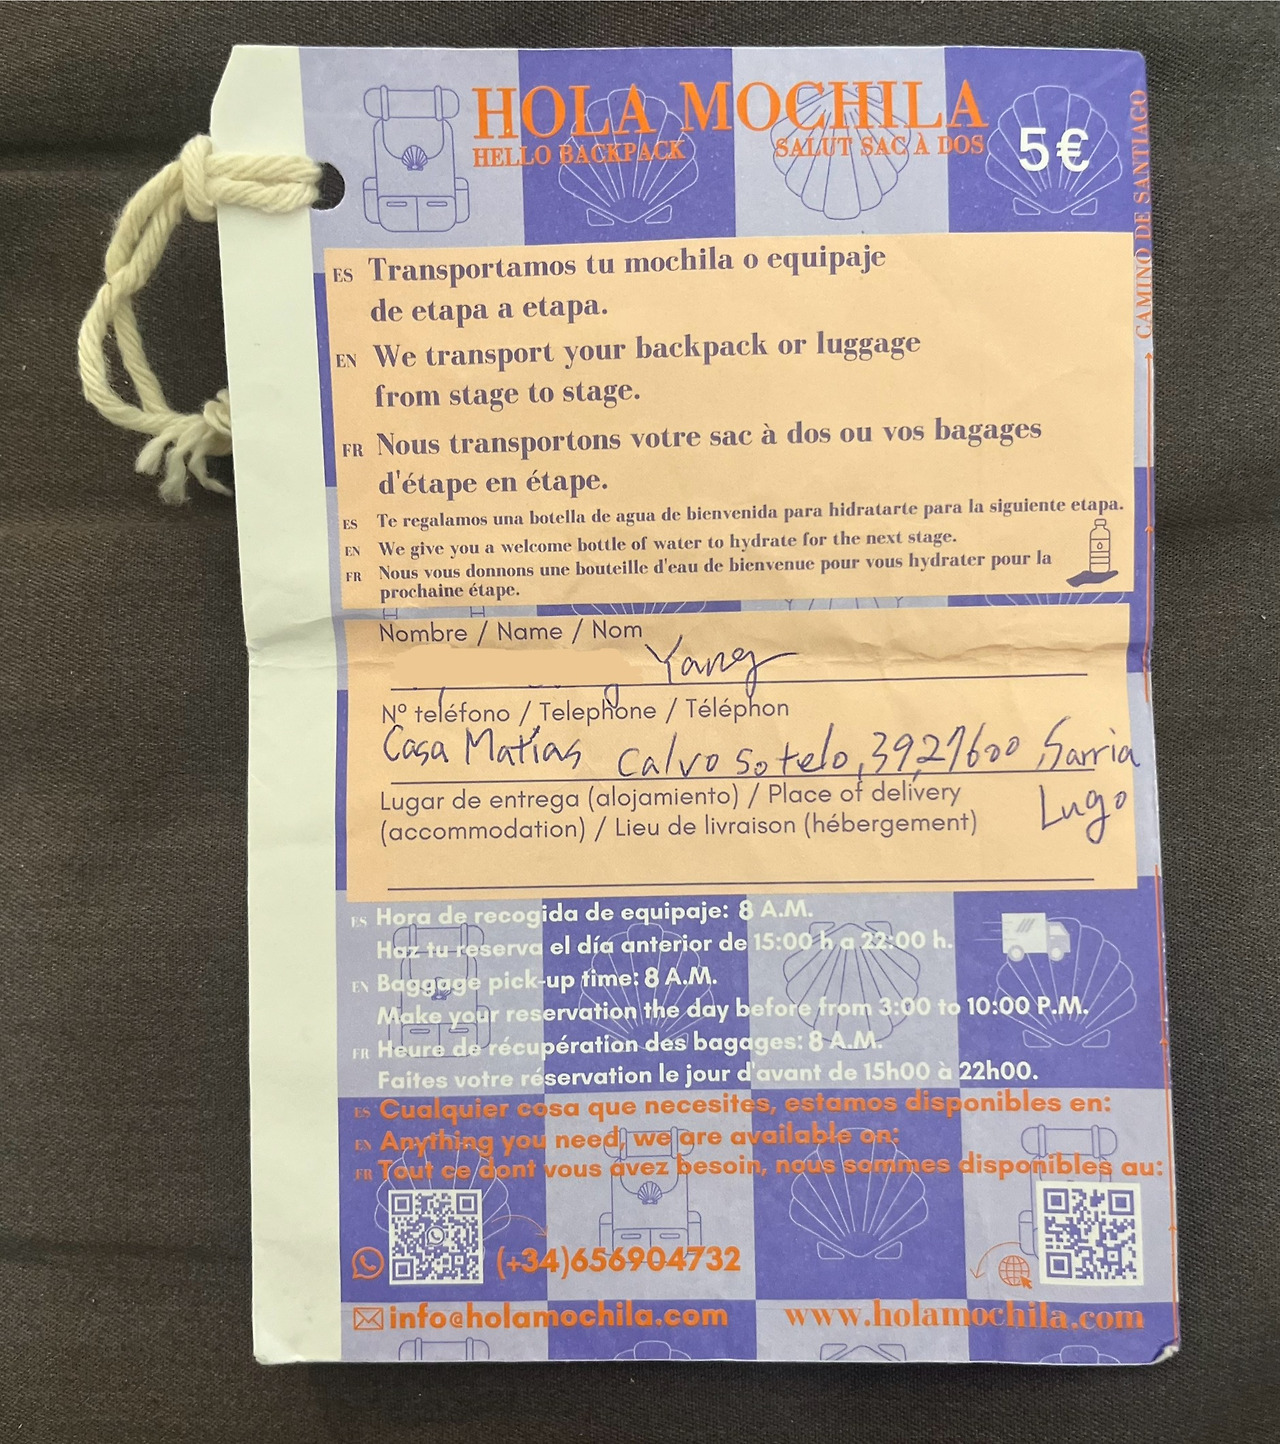 HOLA MOCHILA
HELLO BACKPACK
SALUT SAC À DOS
5€
CAMINO DE SANTIAGO
ES Transportamos tu mochila o equipaje
de etapa a etapa.
EN We transport your backpack or luggage
from stage to stage.
FR Nous transportons votre sac à dos ou vos bagages
d'étape en étape.
ES Te regalamos una botella de agua de bienvenida para hidratarte para la siguiente etapa.
EN We give you a welcome bottle of water to hydrate for the next stage.
FR Nous vous donnons une bouteille d'eau de bienvenue pour vous hydrater pour la
prochaine étape.
Nombre / Name / Nom
Yang
Nº teléfono / Telephone / Téléphon
Casa Matías Calvo Sotelo, 39, 27600 Sarria
Lugo
Lugar de entrega (alojamiento) / Place of delivery
(accommodation) / Lieu de livraison (hébergement)
ES Hora de recogida de equipaje: 8 A.M.
Haz tu reserva el día anterior de 15:00 h a 22:00 h.
EN Baggage pick-up time: 8 A.M.
Make your reservation the day before from 3:00 to 10:00 P.M.
FR Heure de récupération des bagages: 8 A.M.
Faites votre réservation le jour d'avant de 15h00 à 22h00.
ES Cualquier cosa que necesites, estamos disponibles en:
EN Anything you need, we are available on:
FR Tout ce dont vous avez besoin, nous sommes disponibles au:
(+34)656904732
info@holamochila.com
www.holamochila.com